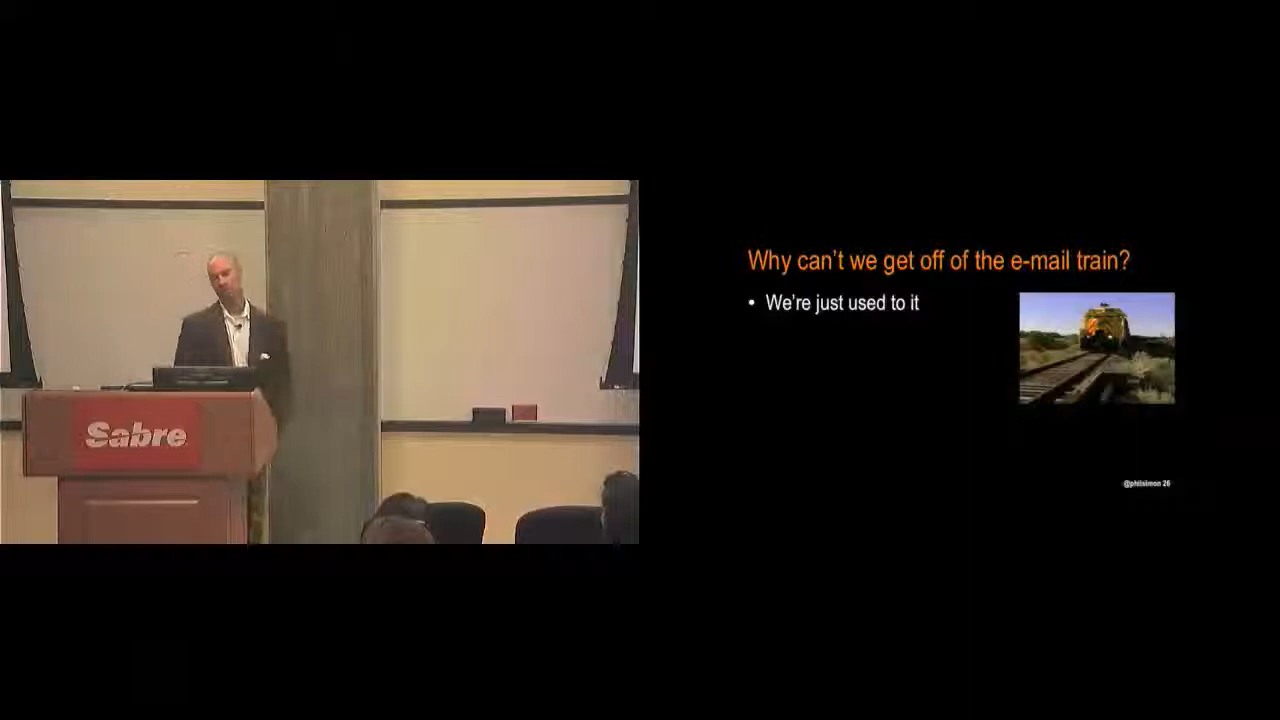 Sabre
Why can't we get off of the e-mail train?
• We're just used to it
@philsimon 26